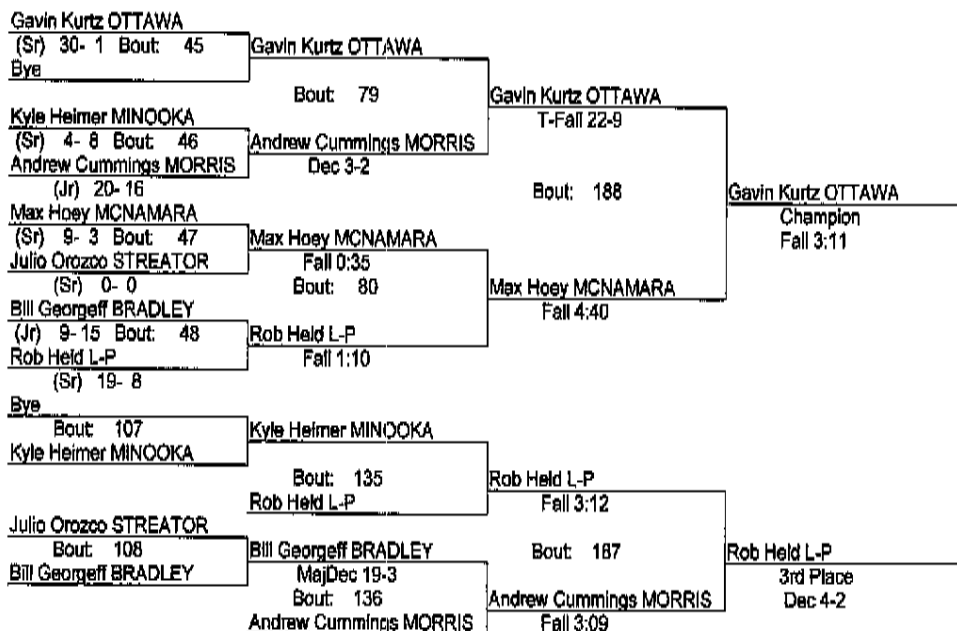 Gavin Kurtz OTTAWA
(Sr) 30- 1 Bout: 45
Bye
Gavin Kurtz OTTAWA
Bout: 79
Kyle Heimer MINOOKA
(Sr) 4- 8 Bout: 46
Andrew Cummings MORRIS
(Jr) 20- 16
Andrew Cummings MORRIS
Dec 3-2
Gavin Kurtz OTTAWA
T-Fall 22-9
Bout: 188
Max Hoey MCNAMARA
(Sr) 9- 3 Bout: 47
Julio Orozco STREATOR
(Sr) 0- 0
Max Hoey MCNAMARA
Fall 0:35
Bout: 80
Bill Georgeff BRADLEY
(Jr) 9- 15 Bout: 48
Rob Held L-P
(Sr) 19- 8
Rob Held L-P
Fall 1:10
Max Hoey MCNAMARA
Fall 4:40
Gavin Kurtz OTTAWA
Champion
Fall 3:11
Bye
Bout: 107
Kyle Heimer MINOOKA
Kyle Heimer MINOOKA
Bout: 135
Rob Held L-P
Rob Held L-P
Fall 3:12
Bout: 187
Julio Orozco STREATOR
Bout: 108
Bill Georgeff BRADLEY
Bill Georgeff BRADLEY
MajDec 19-3
Bout: 136
Andrew Cummings MORRIS
Andrew Cummings MORRIS
Fall 3:09
Rob Held L-P
3rd Place
Dec 4-2